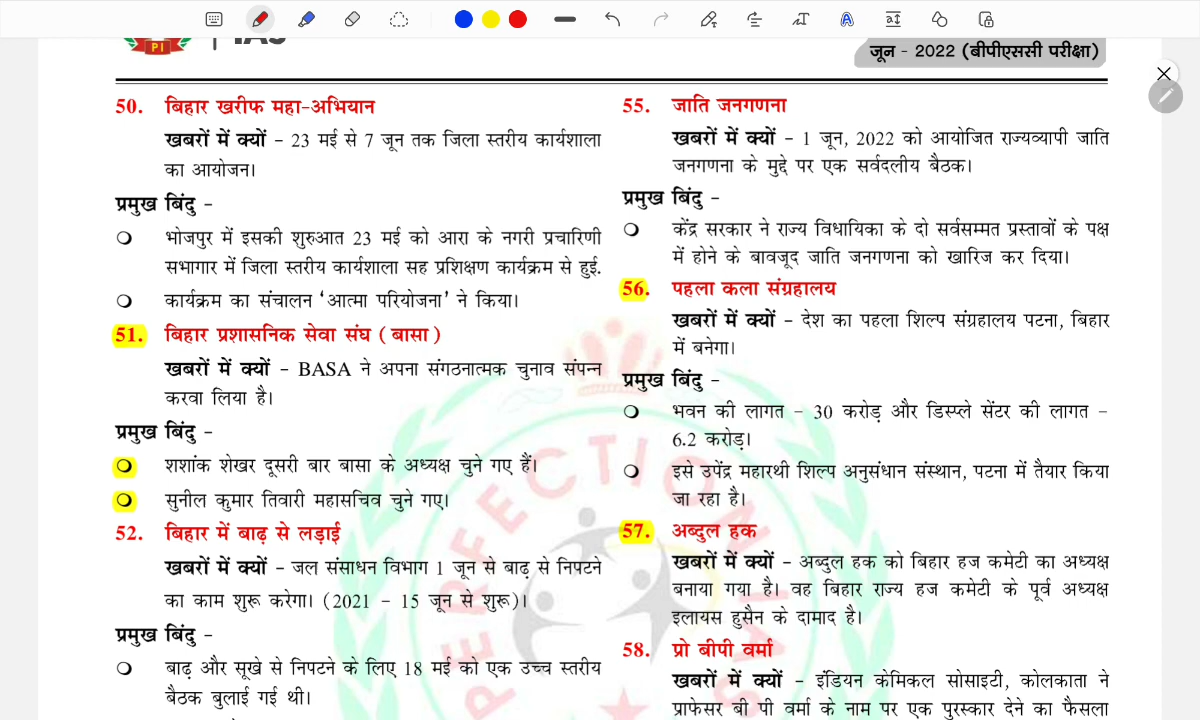 PI
IAS
जून - 2022 (बीपीएससी परीक्षा)
50. बिहार खरीफ महा-अभियान
खबरों में क्यों - 23 मई से 7 जून तक जिला स्तरीय कार्यशाला
का आयोजन।
प्रमुख बिंदु -
भोजपुर में इसकी शुरुआत 23 मई को आरा के नगरी प्रचारिणी
सभागार में जिला स्तरीय कार्यशाला सह प्रशिक्षण कार्यक्रम से हुई.
कार्यक्रम का संचालन ‘आत्मा परियोजना’ ने किया।
51. बिहार प्रशासनिक सेवा संघ (बासा)
खबरों में क्यों - BASA ने अपना संगठनात्मक चुनाव संपन्न
करवा लिया है।
प्रमुख बिंदु -
शशांक शेखर दूसरी बार बासा के अध्यक्ष चुने गए हैं।
सुनील कुमार तिवारी महासचिव चुने गए।
52. बिहार में बाढ़ से लड़ाई
खबरों में क्यों - जल संसाधन विभाग 1 जून से बाढ़ से निपटने
का काम शुरू करेगा। (2021 - 15 जून से शुरू)।
प्रमुख बिंदु -
बाढ़ और सूखे से निपटने के लिए 18 मई को एक उच्च स्तरीय
बैठक बुलाई गई थी।
55. जाति जनगणना
खबरों में क्यों - 1 जून, 2022 को आयोजित राज्यव्यापी जाति
जनगणना के मुद्दे पर एक सर्वदलीय बैठक।
प्रमुख बिंदु -
केंद्र सरकार ने राज्य विधायिका के दो सर्वसम्मत प्रस्तावों के पक्ष
में होने के बावजूद जाति जनगणना को खारिज कर दिया।
56. पहला कला संग्रहालय
खबरों में क्यों - देश का पहला शिल्प संग्रहालय पटना, बिहार
में बनेगा।
प्रमुख बिंदु -
भवन की लागत - 30 करोड़ और डिस्प्ले सेंटर की लागत -
6.2 करोड़।
इसे उपेंद्र महारथी शिल्प अनुसंधान संस्थान, पटना में तैयार किया
जा रहा है।
57. अब्दुल हक
खबरों में क्यों - अब्दुल हक को बिहार हज कमेटी का अध्यक्ष
बनाया गया है। वह बिहार राज्य हज कमेटी के पूर्व अध्यक्ष
इलायस हुसैन के दामाद है।
58. प्रो बीपी वर्मा
खबरों में क्यों - इंडियन केमिकल सोसाइटी, कोलकाता ने
प्राफेसर बी पी वर्मा के नाम पर एक पुरस्कार देने का फैसला
PERFECTION